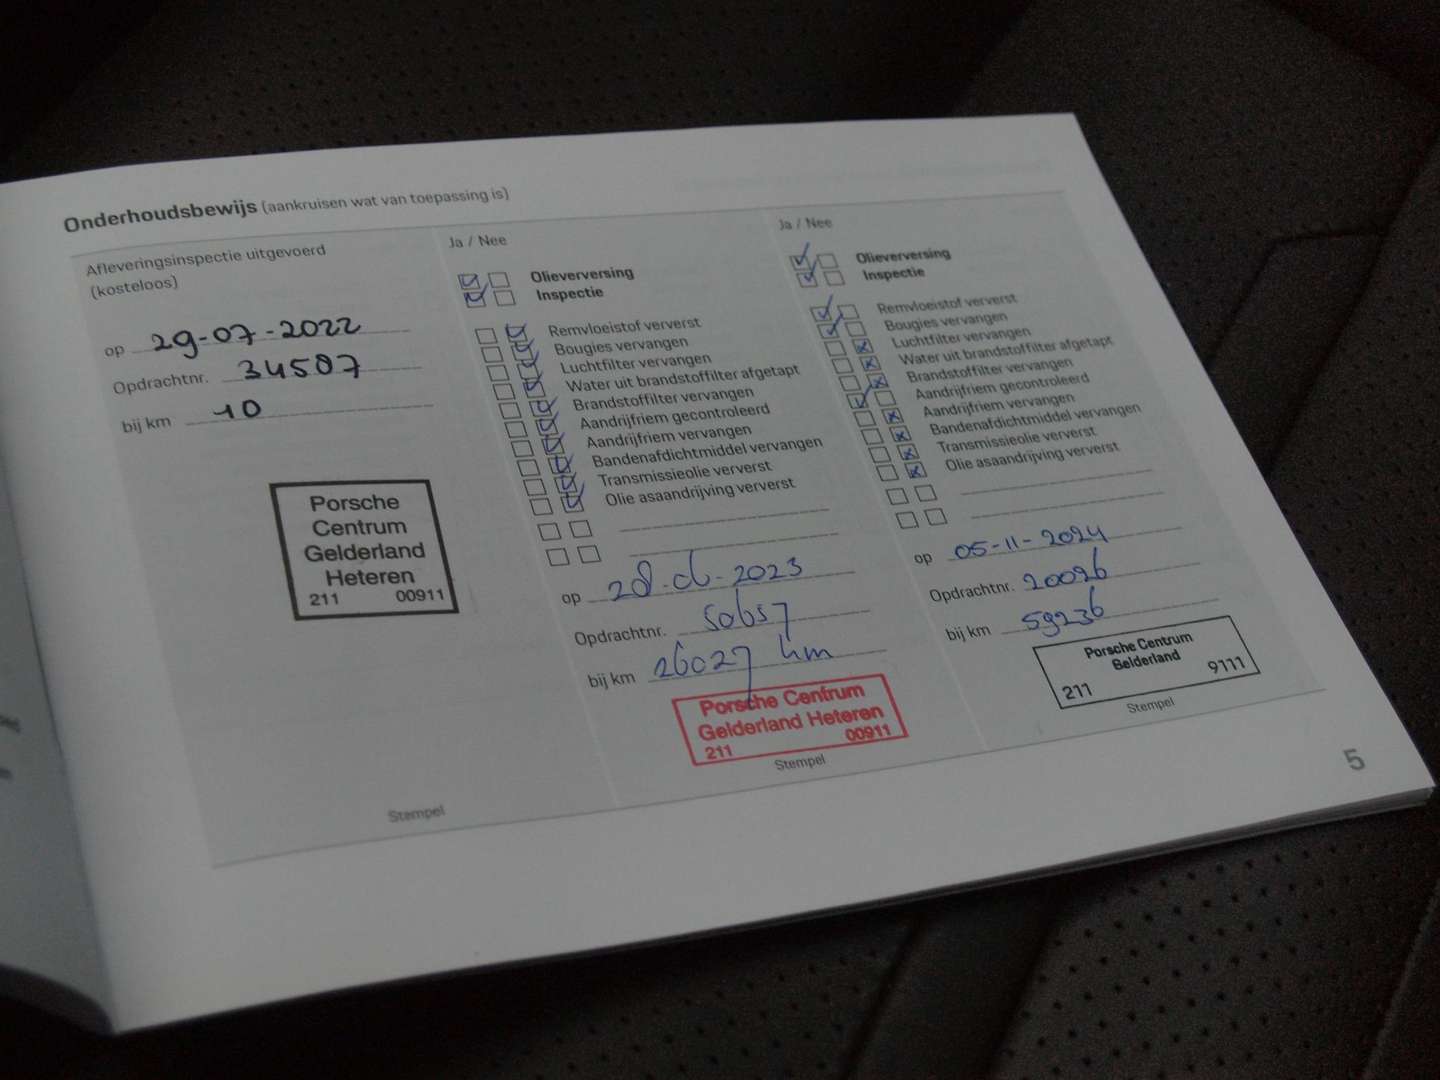 Onderhoudsbewijs (aankruisen wat van toepassing is)
Afleveringsinspectie uitgevoerd
(kosteloos)
op 29-07-2022
Opdrachtnr. 34587
bij km 10
Porsche
Centrum
Gelderland
Heteren
211 00911
Stempel
Ja / Nee
Olieverversing
Inspectie
Remvloeistof ververst
Bougies vervangen
Luchtfilter vervangen
Water uit brandstoffilter afgetapt
Brandstoffilter vervangen
Aandrijfriem gecontroleerd
Aandrijfriem vervangen
Bandenafdichtmiddel vervangen
Transmissieolie ververst
Olie asaandrijving ververst
op 28-06-2023
Opdrachtnr. 50657
bij km 26027 km
Porsche Centrum
Gelderland Heteren
211 00911
Stempel
Ja / Nee
Olieverversing
Inspectie
Remvloeistof ververst
Bougies vervangen
Luchtfilter vervangen
Water uit brandstoffilter afgetapt
Brandstoffilter vervangen
Aandrijfriem gecontroleerd
Aandrijfriem vervangen
Bandenafdichtmiddel vervangen
Transmissieolie ververst
Olie asaandrijving ververst
op 05-11-2024
Opdrachtnr. 20096
bij km 59236
Porsche Centrum
Gelderland
211 9111
Stempel
5